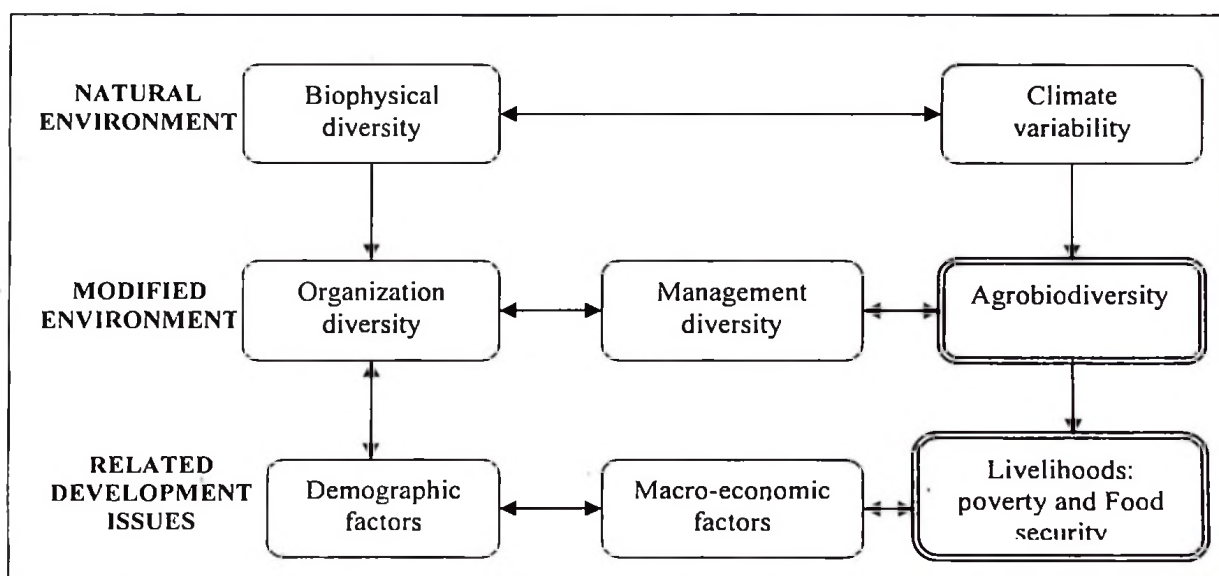 NATURAL
ENVIRONMENT
Biophysical
diversity
Climate
variability
MODIFIED
ENVIRONMENT
Organization
diversity
Management
diversity
Agrobiodiversity
RELATED
DEVELOPMENT
ISSUES
Demographic
factors
Macro-economic
factors
Livelihoods:
poverty and Food
security